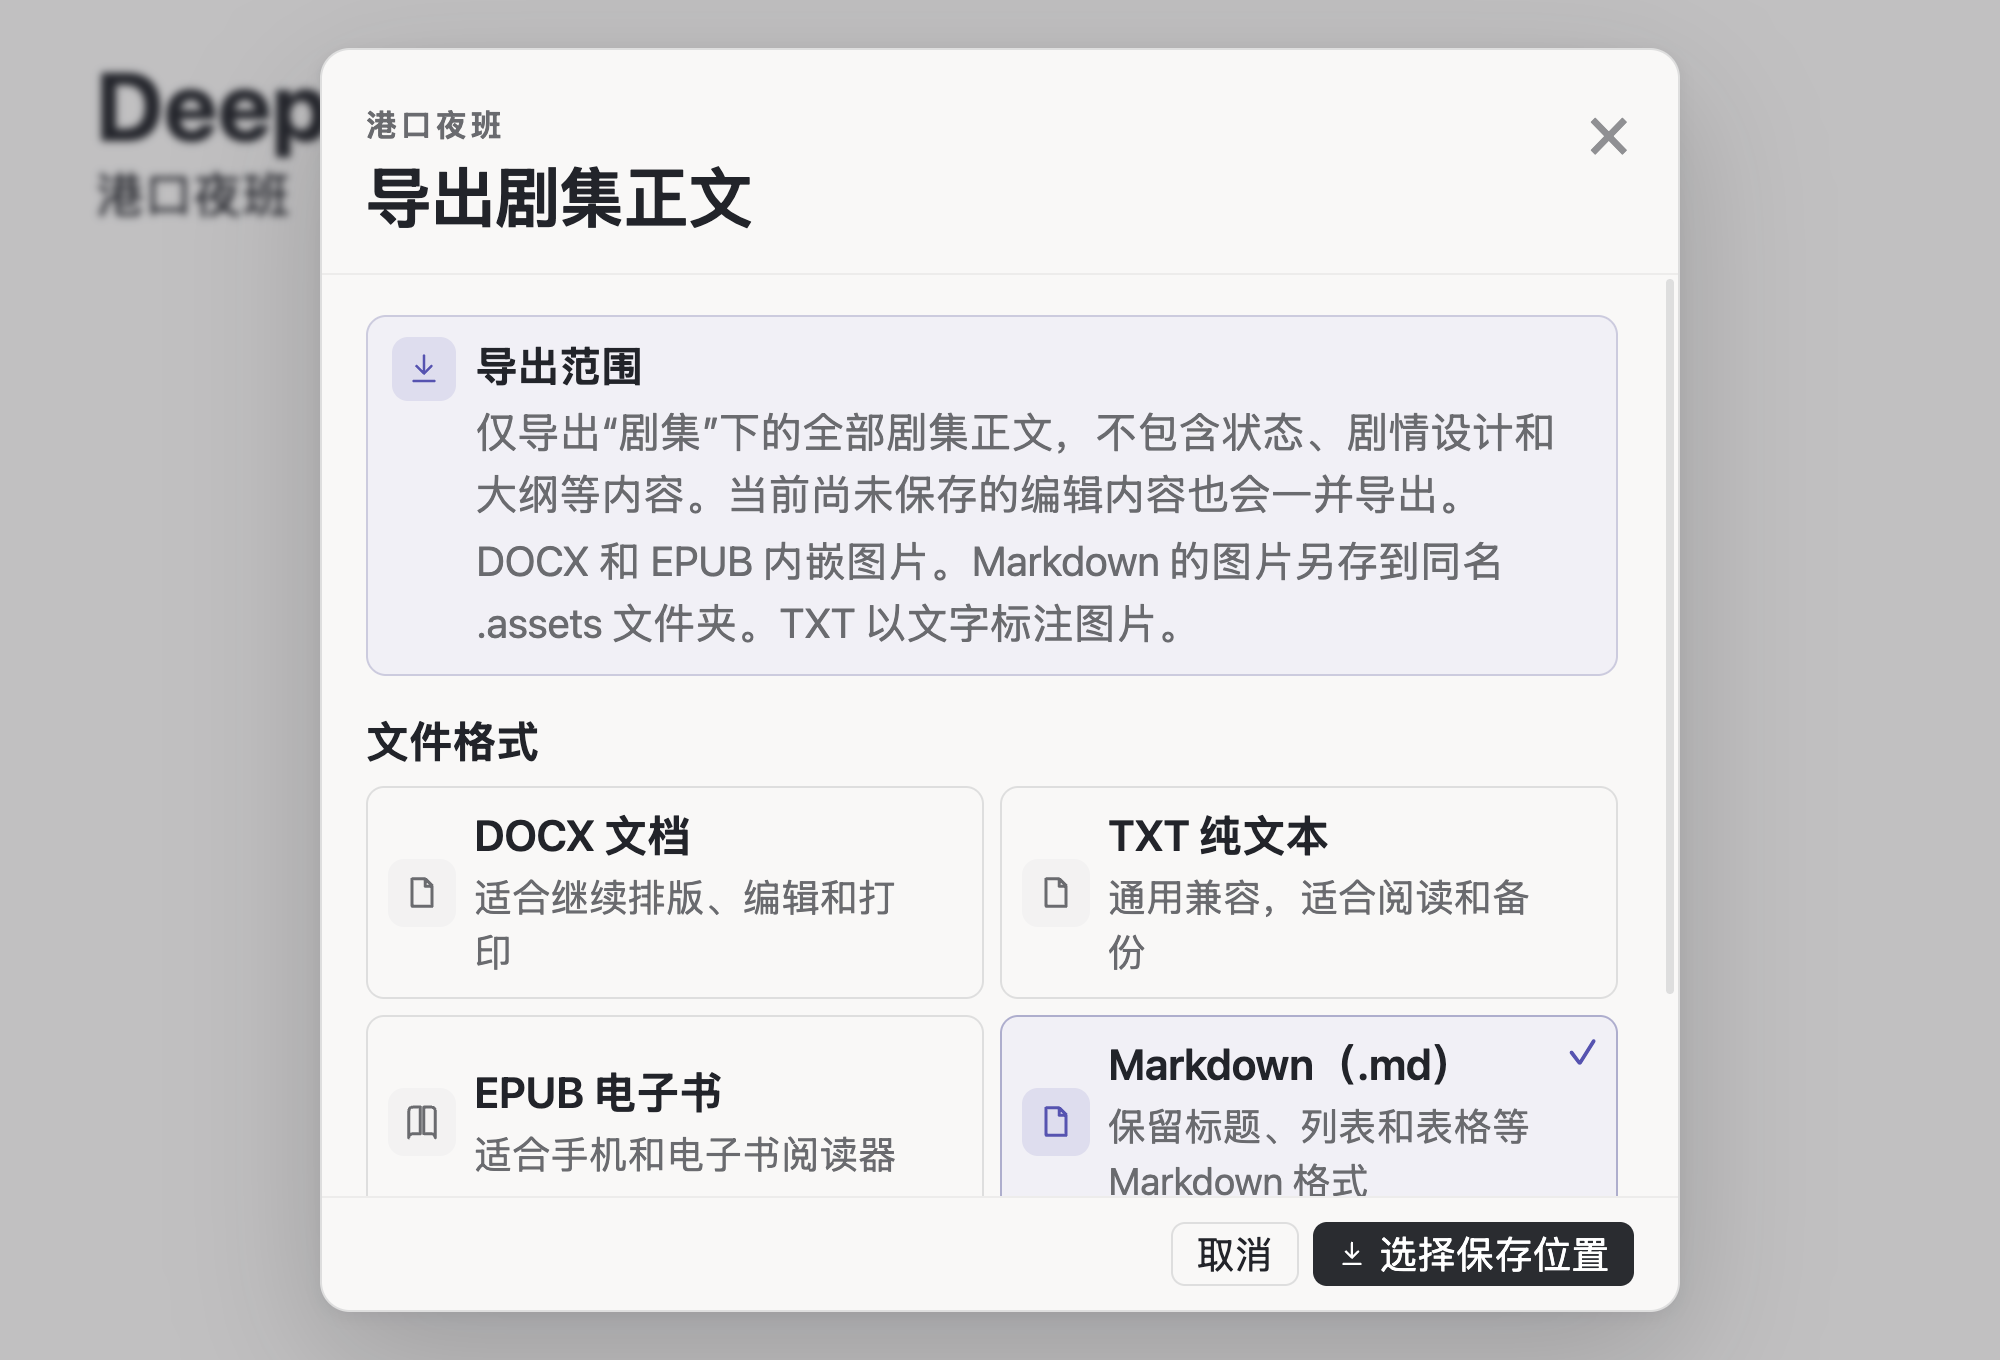 Deep
港口夜班
港口夜班
导出剧集正文
导出范围
仅导出“剧集”下的全部剧集正文，不包含状态、剧情设计和
大纲等内容。当前尚未保存的编辑内容也会一并导出。
DOCX 和 EPUB 内嵌图片。Markdown 的图片另存到同名
.assets 文件夹。TXT 以文字标注图片。
文件格式
DOCX 文档
适合继续排版、编辑和打
印
TXT 纯文本
通用兼容，适合阅读和备
份
EPUB 电子书
适合手机和电子书阅读器
Markdown（.md）
保留标题、列表和表格等
Markdown 格式
取消
选择保存位置